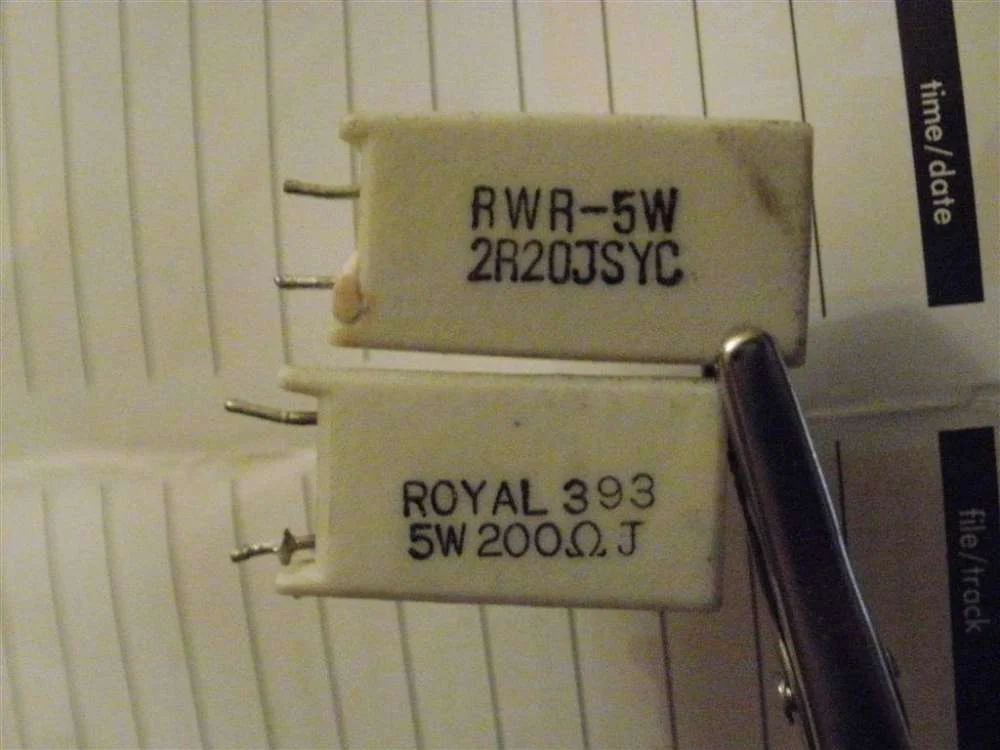 RWR-5W
2R20JSYC
ROYAL 393
5W 200Ω J
time/date
file/track